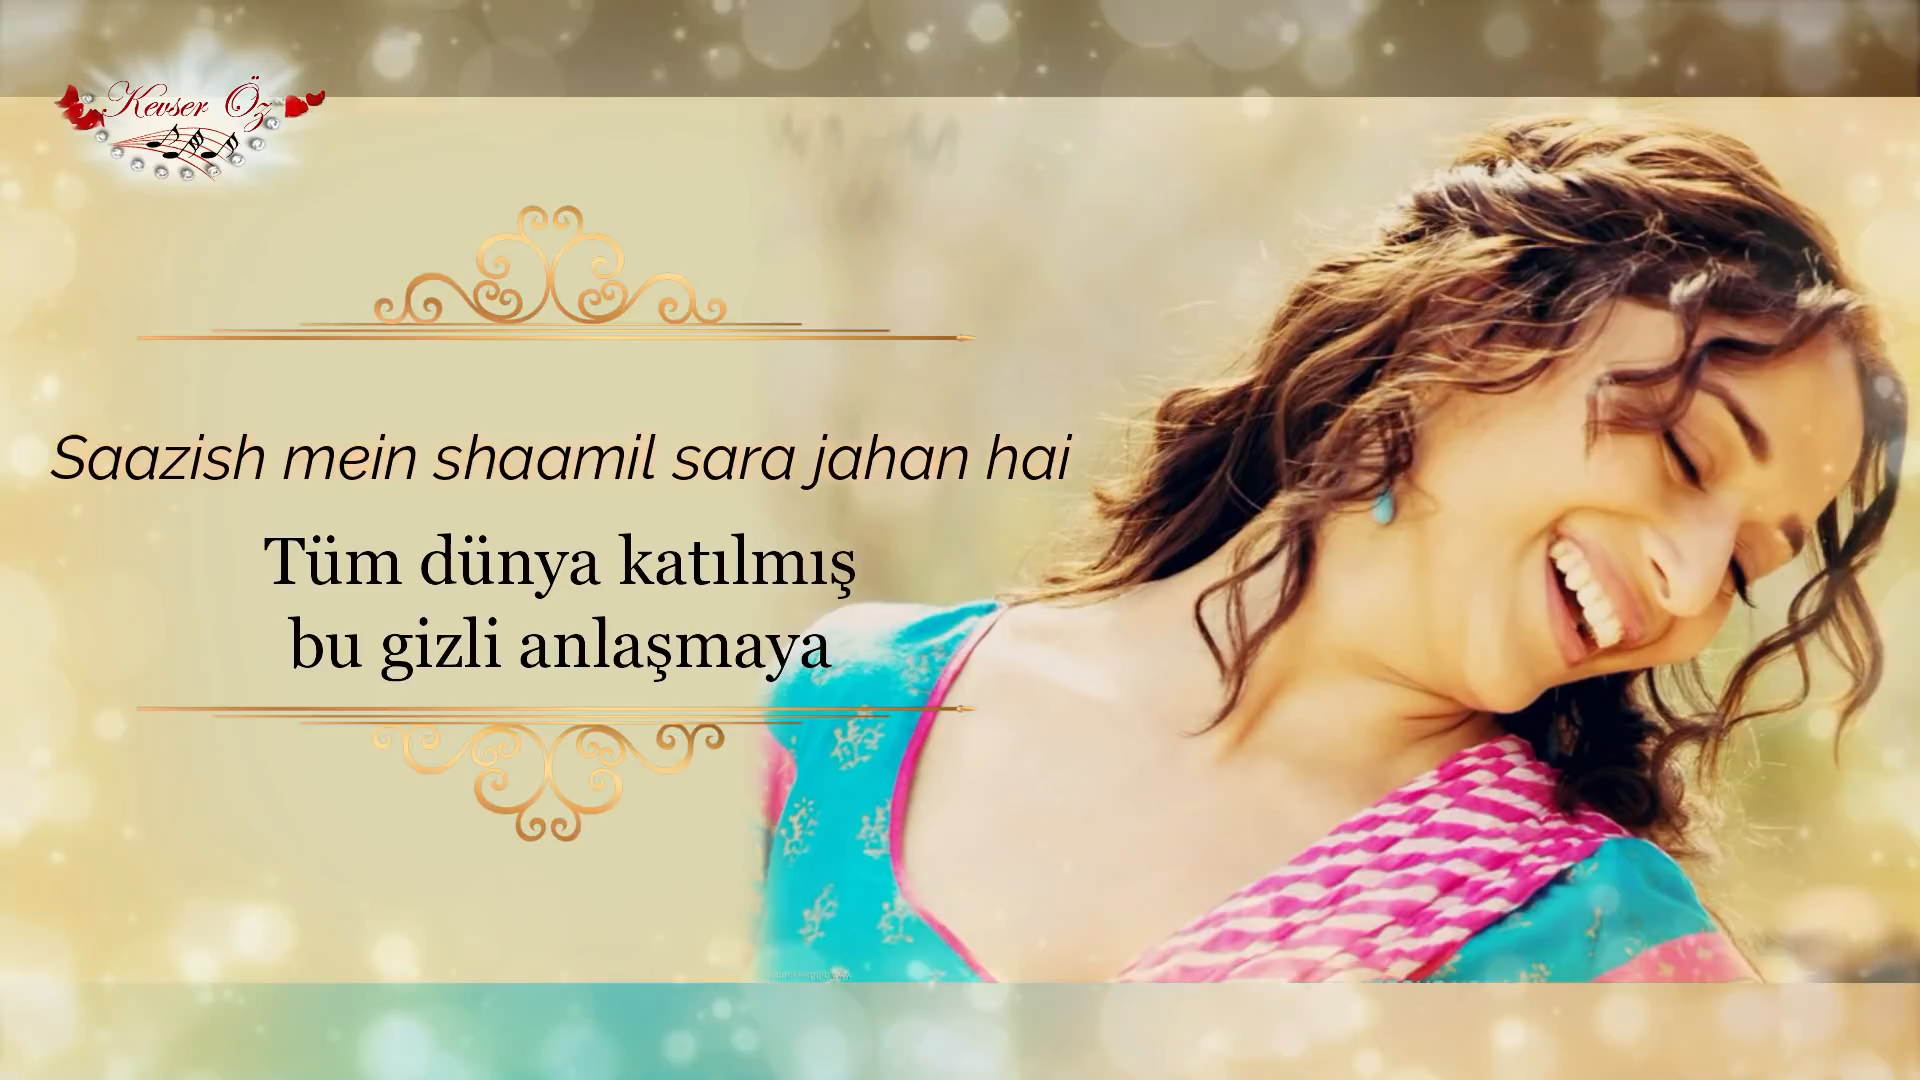 Kevser Öz
Saazish mein shaamil sara jahan hai
Tüm dünya katılmış
bu gizli anlaşmaya